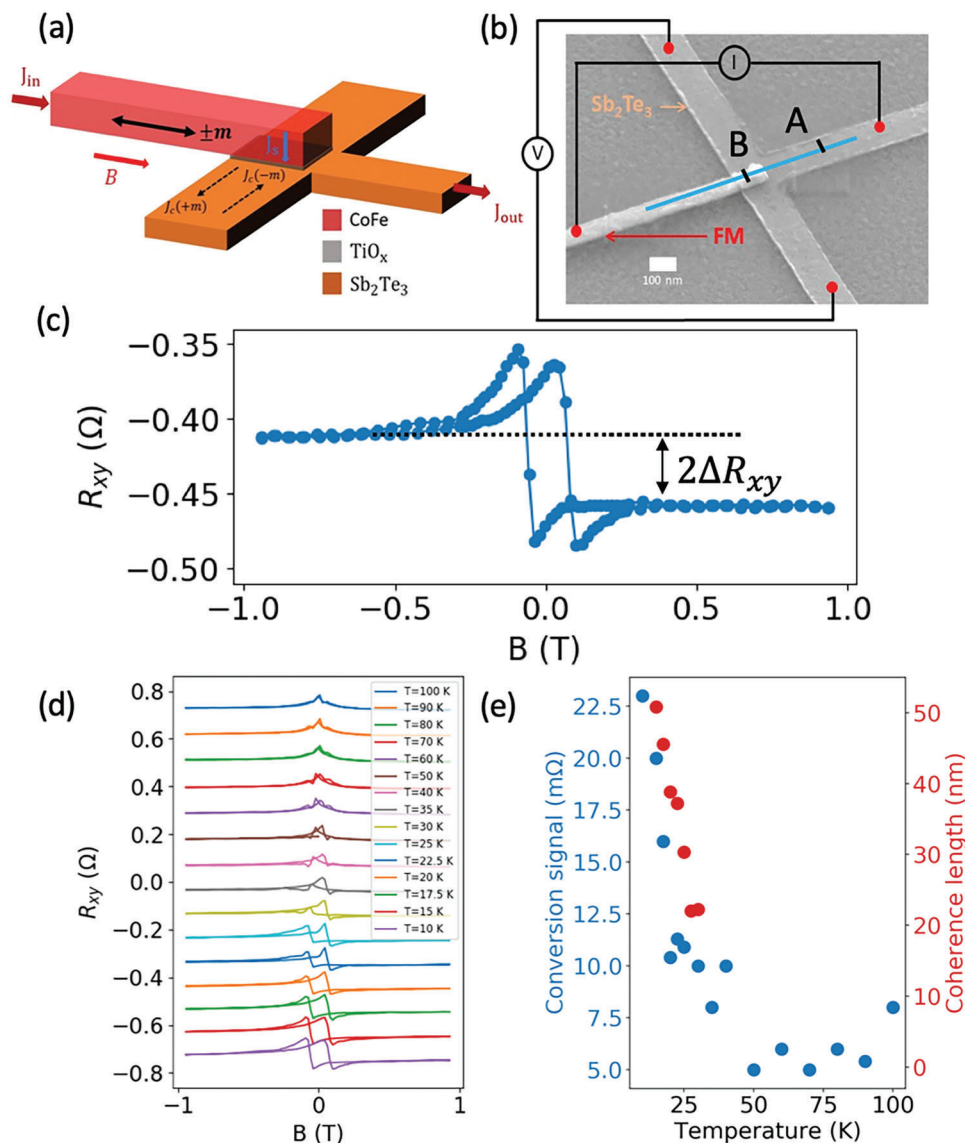 (a)
J_in
±m
J_s
B
J_c(−m)
J_c(+m)
J_out
CoFe
TiO_x
Sb₂Te₃
(b)
I
Sb₂Te₃
A
V
B
FM
100 nm
(c)
−0.35
−0.40
−0.45
−0.50
R_xy (Ω)
2ΔR_xy
−1.0 −0.5 0.0 0.5 1.0
B (T)
(d)
0.8
0.6
0.4
0.2
0.0
−0.2
−0.4
−0.6
−0.8
R_xy (Ω)
T=100 K
T=90 K
T=80 K
T=70 K
T=60 K
T=50 K
T=40 K
T=35 K
T=30 K
T=25 K
T=22.5 K
T=20 K
T=17.5 K
T=15 K
T=10 K
−1 0 1
B (T)
(e)
22.5
20.0
17.5
15.0
12.5
10.0
7.5
5.0
Conversion signal (mΩ)
50
40
30
20
10
0
Coherence length (nm)
25 50 75 100
Temperature (K)